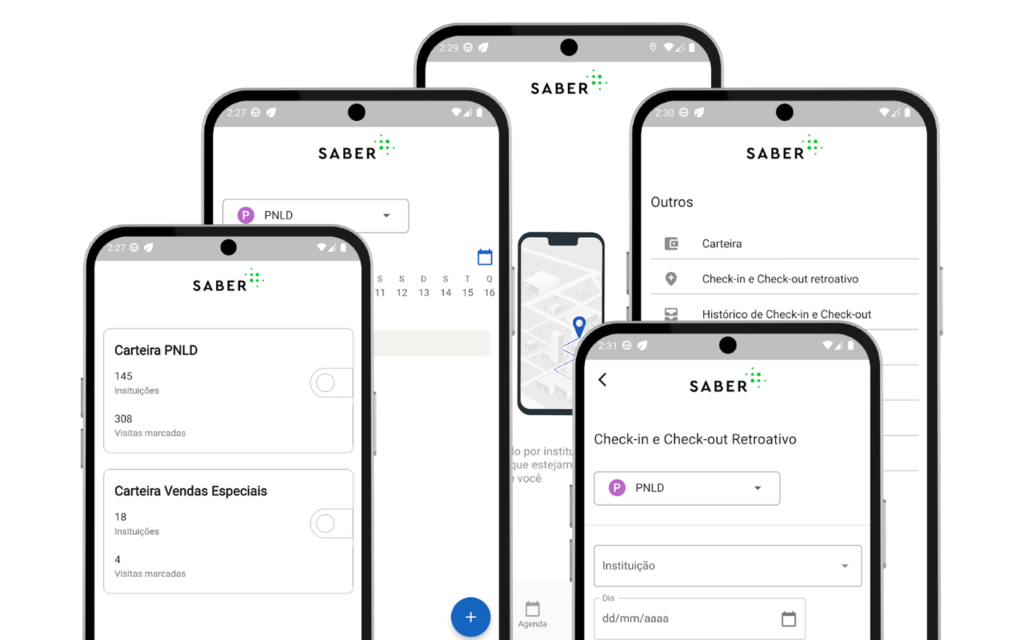 2:29
SABER
2:27
SABER
P PNLD
S S D S T Q
11 12 13 14 15 16
2:30
SABER
Outros
Carteira
Check-in e Check-out retroativo
Histórico de Check-in e Check-out
2:27
SABER
Carteira PNLD
145
Insituições
308
Visitas marcadas
Carteira Vendas Especiais
18
Insituições
4
Visitas marcadas
+
do por institu
que estejam
e você
Agenda
2:31
SABER
Check-in e Check-out Retroativo
P PNLD
Instituição
Dia
dd/mm/aaaa